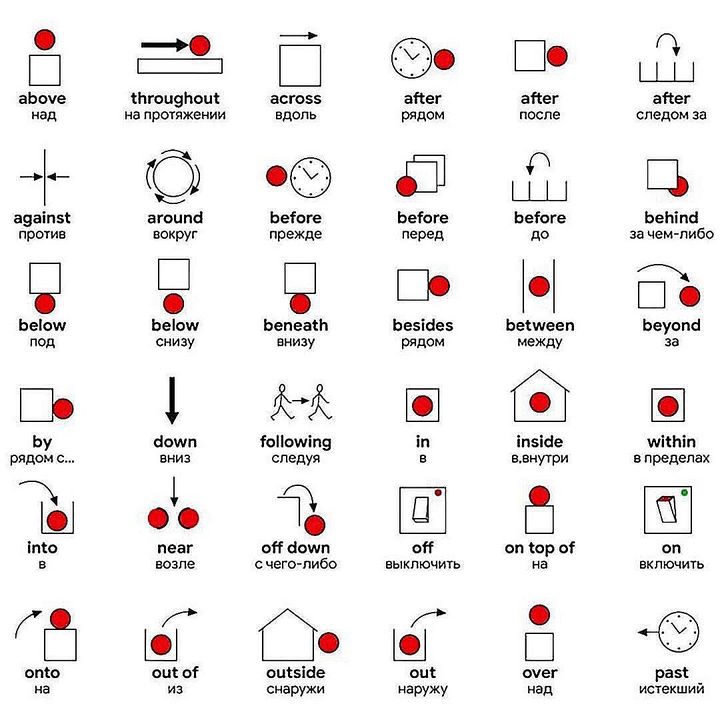 above
над
throughout
на протяжении
across
вдоль
after
рядом
after
после
after
следом за
against
против
around
вокруг
before
прежде
before
перед
before
до
behind
за чем-либо
below
под
below
снизу
beneath
внизу
besides
рядом
between
между
beyond
за
by
рядом с...
down
вниз
following
следуя
in
в
inside
в,внутри
within
в пределах
into
в
near
возле
off down
с чего-либо
off
выключить
on top of
на
on
включить
onto
на
out of
из
outside
снаружи
out
наружу
over
над
past
истекший